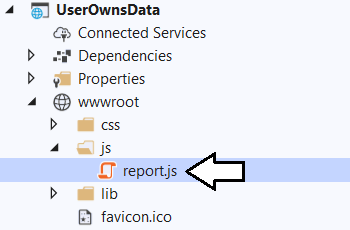 UserOwnsData
Connected Services
Dependencies
Properties
wwwroot
css
js
report.js
lib
favicon.ico